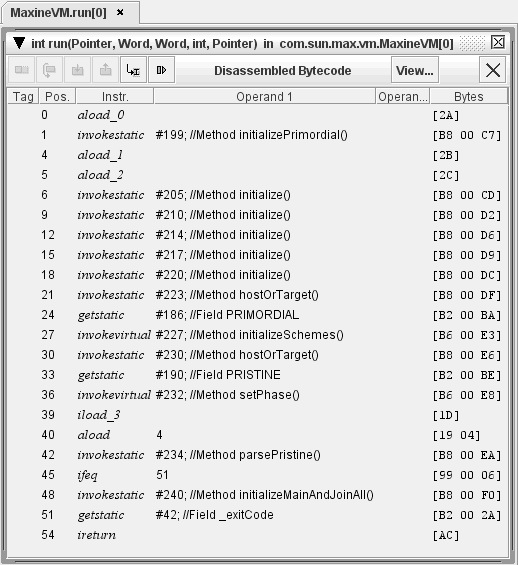 MaxineVM.run[0] ×
int run(Pointer, Word, Word, int, Pointer) in com.sun.max.vm.MaxineVM[0]
Disassembled Bytecode View...
Tag Pos. Instr. Operand 1 Operan... Bytes
0 aload_0 [2A]
1 invokestatic #199; //Method initializePrimordial() [B8 00 C7]
4 aload_1 [2B]
5 aload_2 [2C]
6 invokestatic #205; //Method initialize() [B8 00 CD]
9 invokestatic #210; //Method initialize() [B8 00 D2]
12 invokestatic #214; //Method initialize() [B8 00 D6]
15 invokestatic #217; //Method initialize() [B8 00 D9]
18 invokestatic #220; //Method initialize() [B8 00 DC]
21 invokestatic #223; //Method hostOrTarget() [B8 00 DF]
24 getstatic #186; //Field PRIMORDIAL [B2 00 BA]
27 invokevirtual #227; //Method initializeSchemes() [B6 00 E3]
30 invokestatic #230; //Method hostOrTarget() [B8 00 E6]
33 getstatic #190; //Field PRISTINE [B2 00 BE]
36 invokevirtual #232; //Method setPhase() [B6 00 E8]
39 iload_3 [1D]
40 aload 4 [19 04]
42 invokestatic #234; //Method parsePristine() [B8 00 EA]
45 ifeq 51 [99 00 06]
48 invokestatic #240; //Method initializeMainAndJoinAll() [B8 00 F0]
51 getstatic #42; //Field _exitCode [B2 00 2A]
54 ireturn [AC]